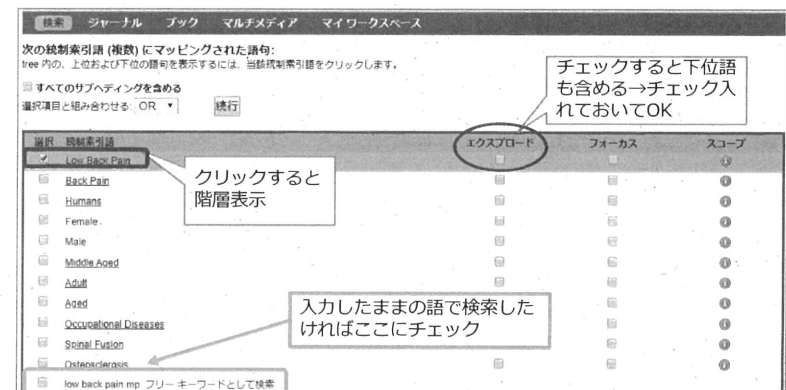 検索 ジャーナル ブック マルチメディア マイ ワークスペース
次の統制索引語 (複数) にマッピングされた語句:
tree 内の、上位および下位の語句を表示するには、当該統制索引語をクリックします。
すべてのサブヘディングを含める
選択項目と組み合わせる: OR 続行
チェックすると下位語
も含める→チェック入
れておいてOK
選択 統制索引語 エクスプロード フォーカス スコープ
Low Back Pain
クリックすると
階層表示
Back Pain
Humans
Female
Male
Middle Aged
Adult
Aged
入力したままの語で検索した
ければここにチェック
Occupational Diseases
Spinal Fusion
Osteosclerosis
low back pain mp フリー キーワードとして検索